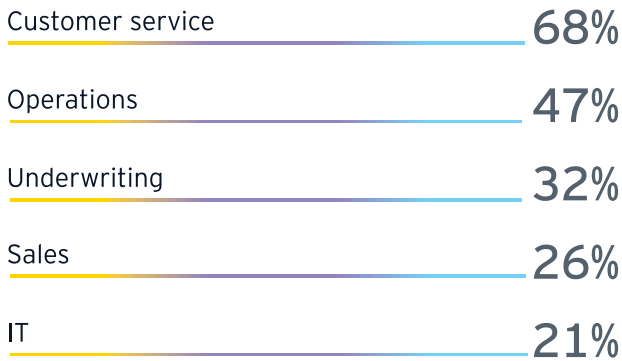 Customer service 68%
Operations 47%
Underwriting 32%
Sales 26%
IT 21%